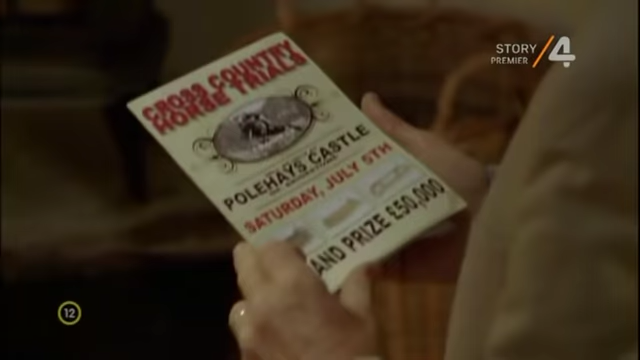 STORY 4
PREMIER
CROSS COUNTRY
HORSE TRIALS
POLEHAYS CASTLE
SATURDAY, JULY 5TH
AND PRIZE £50,000
12